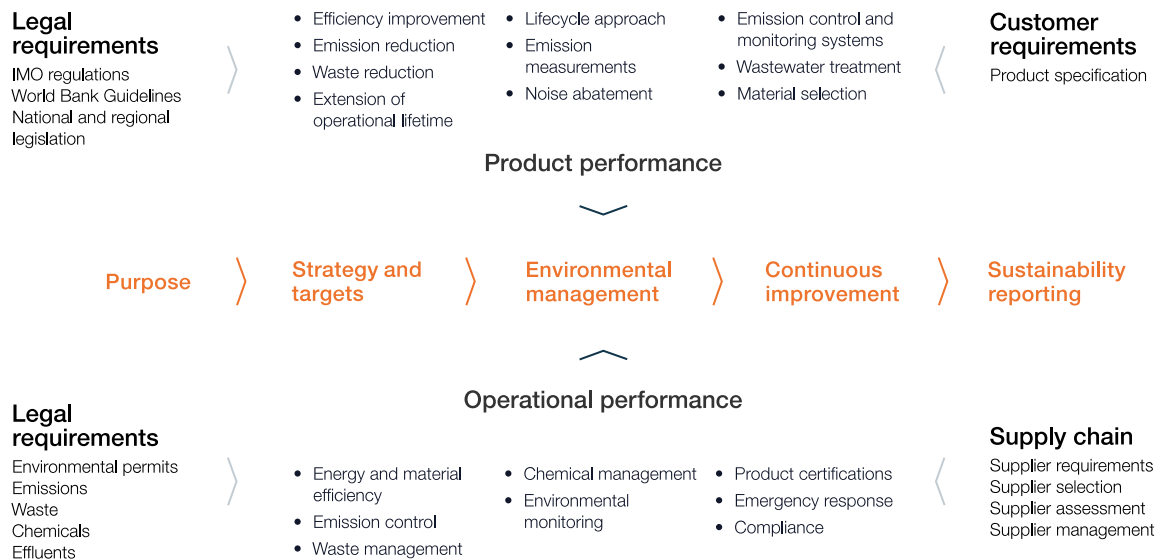 Legal
requirements
IMO regulations
World Bank Guidelines
National and regional
legislation
• Efficiency improvement
• Emission reduction
• Waste reduction
• Extension of
operational lifetime
• Lifecycle approach
• Emission
measurements
• Noise abatement
• Emission control and
monitoring systems
• Wastewater treatment
• Material selection
Customer
requirements
Product specification
Product performance
Purpose
Strategy and
targets
Environmental
management
Continuous
improvement
Sustainability
reporting
Operational performance
Legal
requirements
Environmental permits
Emissions
Waste
Chemicals
Effluents
• Energy and material
efficiency
• Emission control
• Waste management
• Chemical management
• Environmental
monitoring
• Product certifications
• Emergency response
• Compliance
Supply chain
Supplier requirements
Supplier selection
Supplier assessment
Supplier management